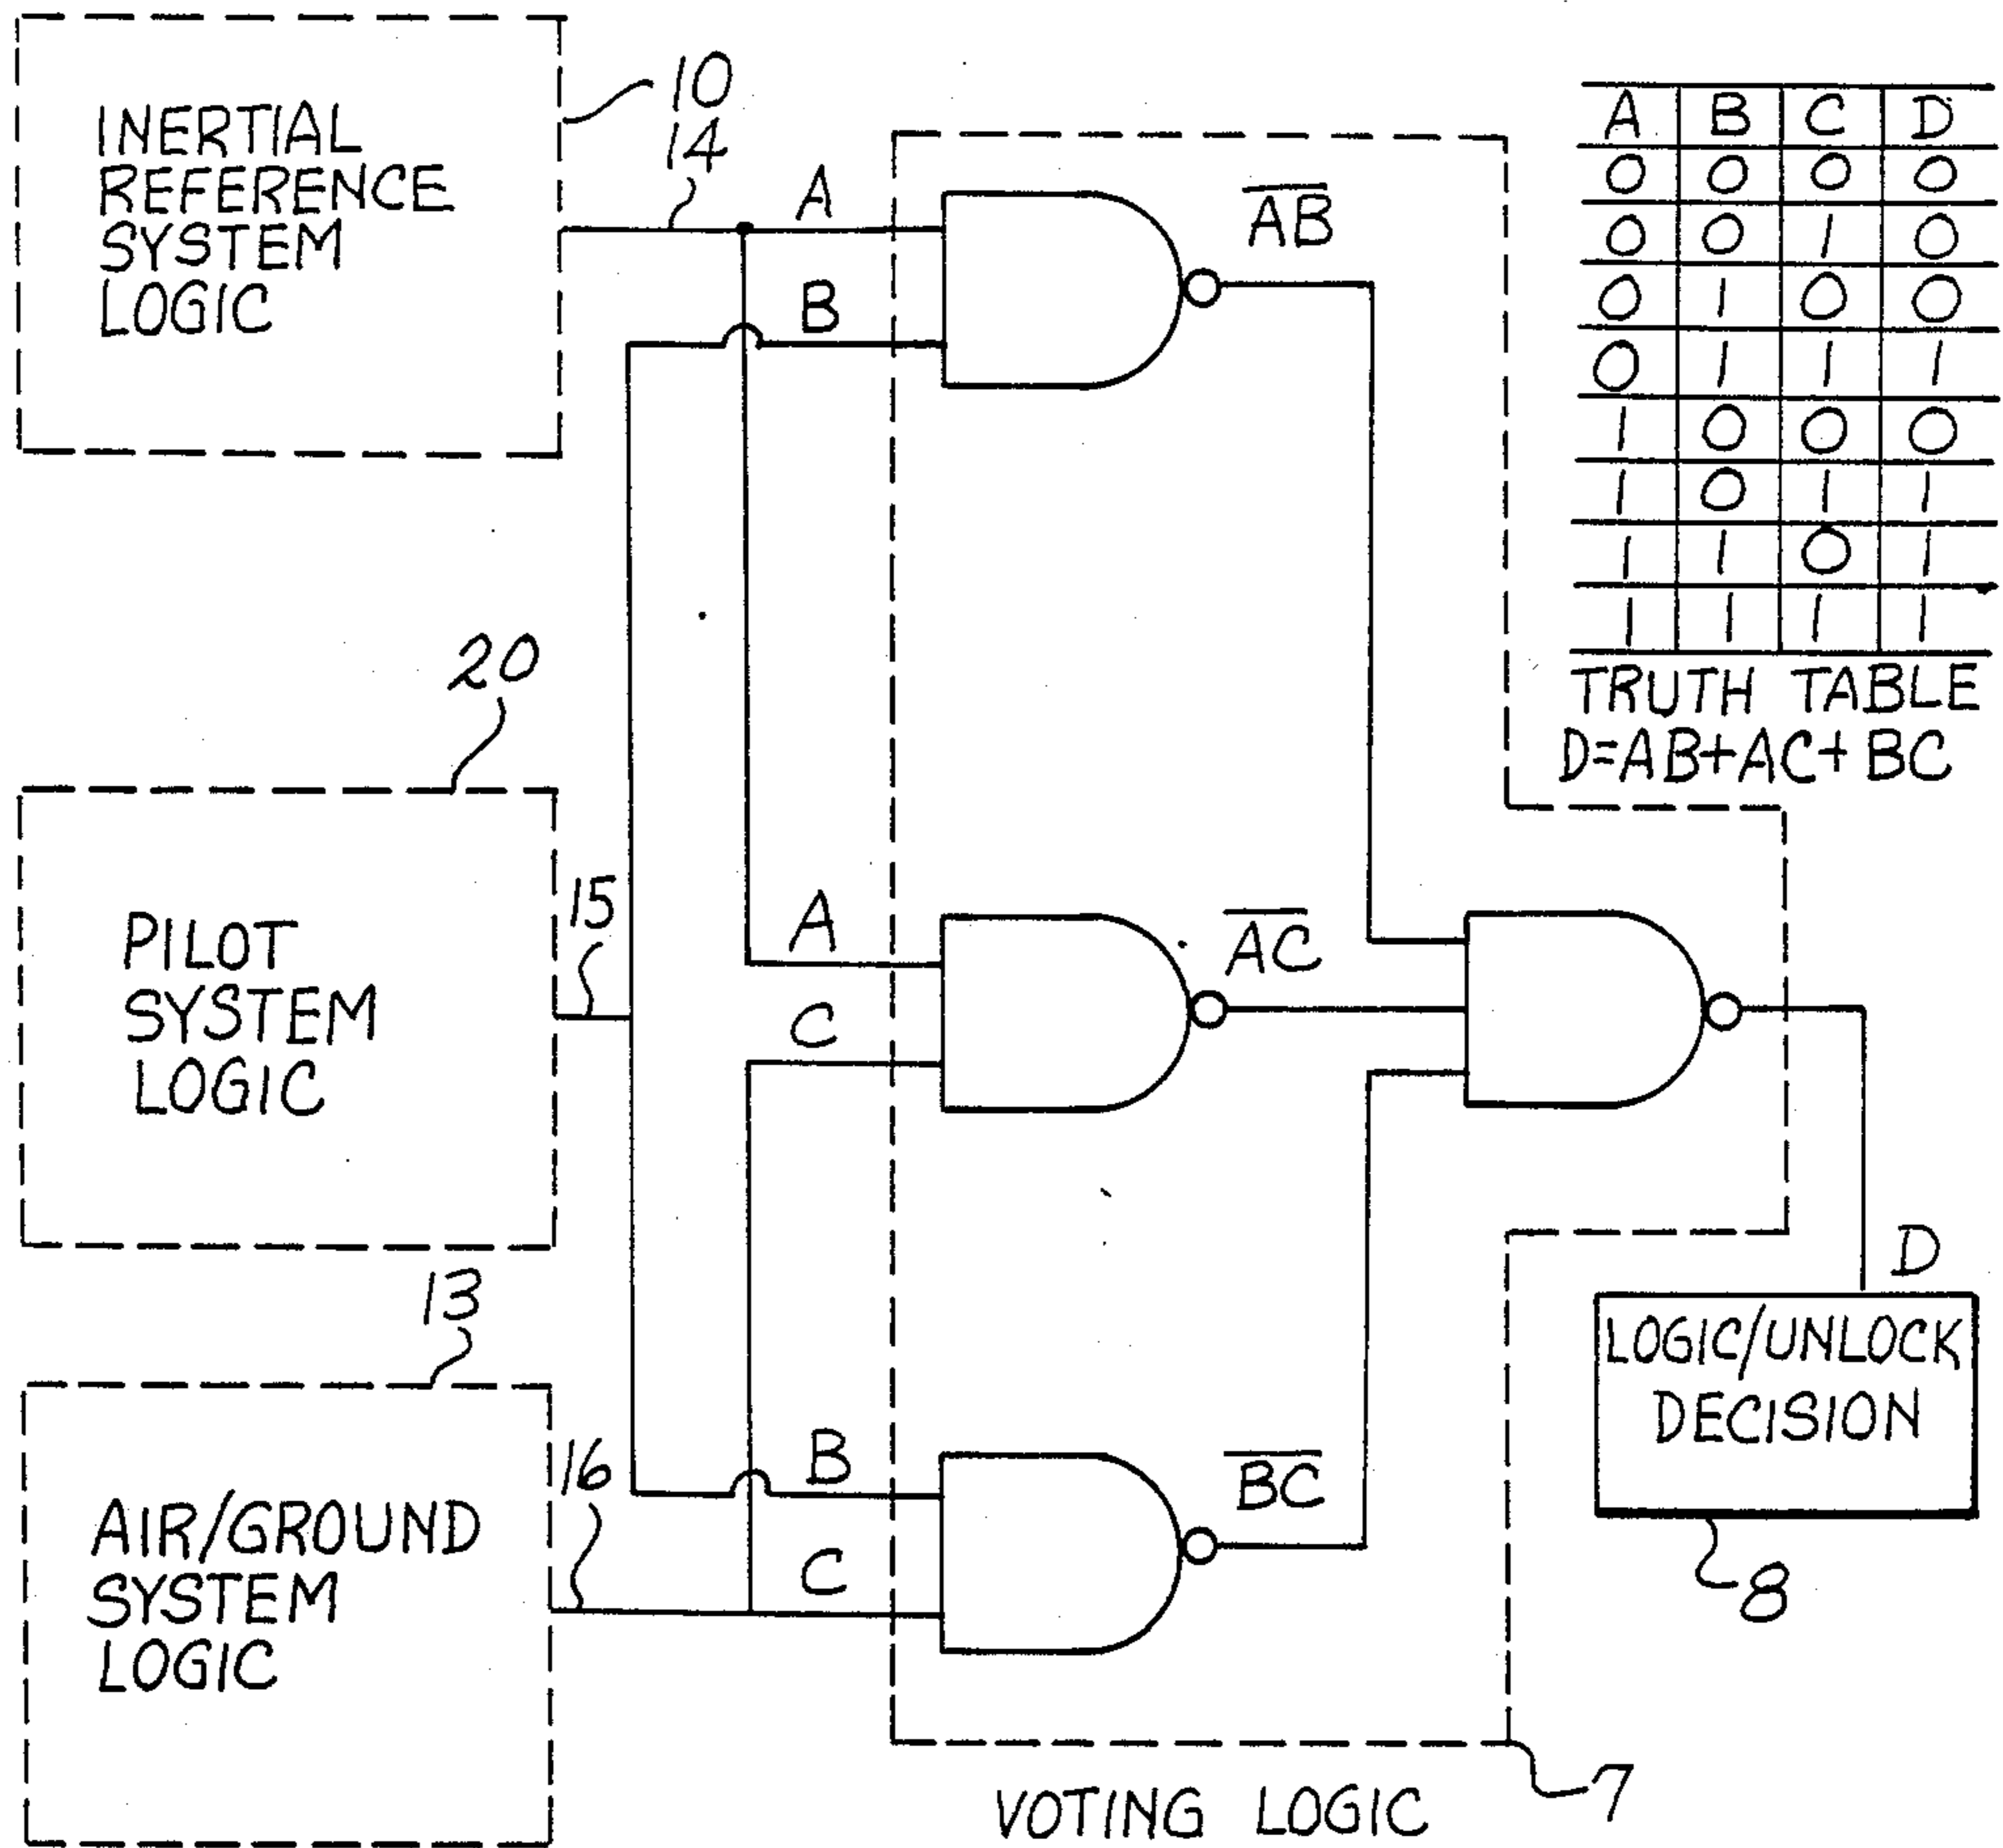 INERTIAL
REFERENCE
SYSTEM
LOGIC
10
14
A
B
A̅B̅
A B C D
0 0 0 0
0 0 1 0
0 1 0 0
0 1 1 1
1 0 0 0
1 0 1 1
1 1 0 1
1 1 1 1
TRUTH TABLE
D=AB+AC+BC
20
PILOT
SYSTEM
LOGIC
15
A
C
A̅C̅
13
AIR/GROUND
SYSTEM
LOGIC
16
B
C
B̅C̅
D
LOGIC/UNLOCK
DECISION
8
7
VOTING LOGIC